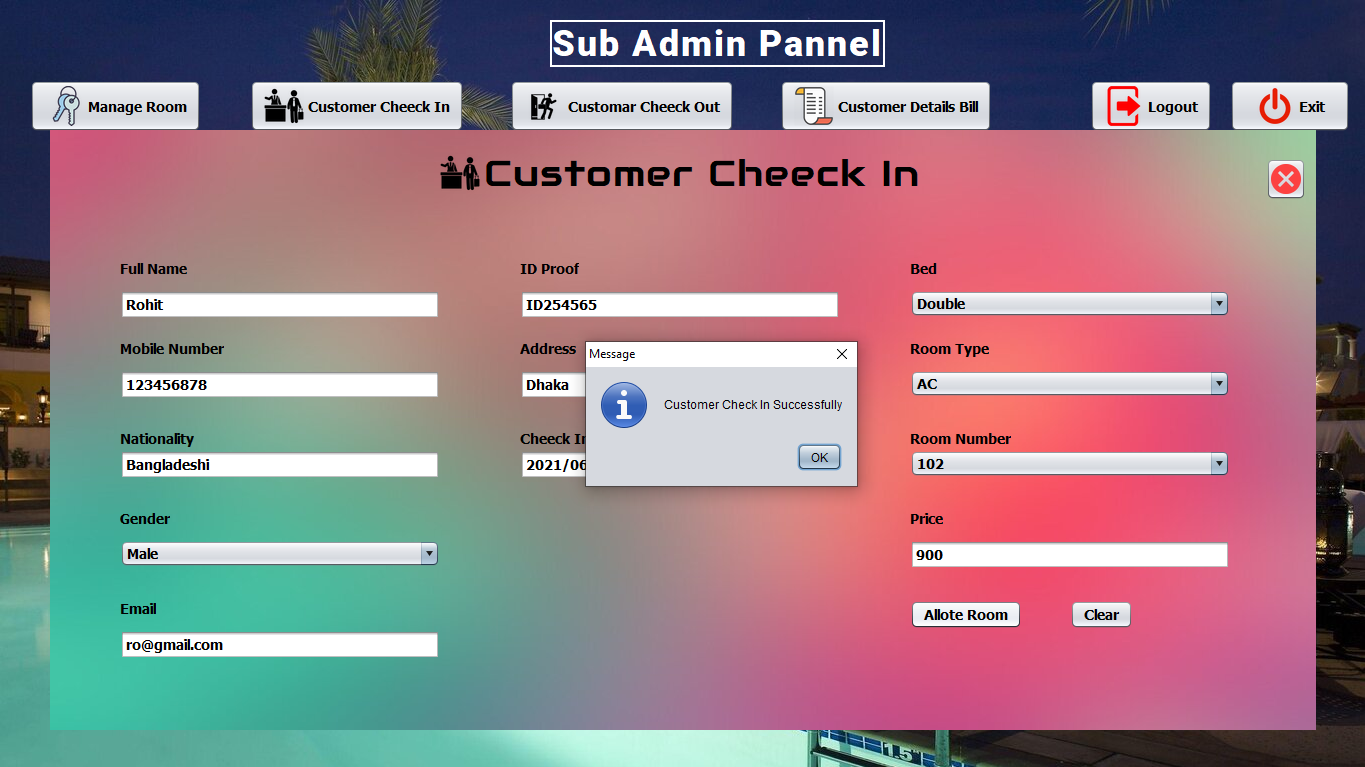 Sub Admin Pannel
Manage Room
Customer Cheeck In
Customar Cheeck Out
Customer Details Bill
Logout
Exit
Customer Cheeck In
Full Name
ID Proof
Bed
Rohit
ID254565
Double
Mobile Number
Address
Room Type
123456878
Dhaka
AC
Message
Customer Check In Successfully
OK
Nationality
Cheeck In
Room Number
Bangladeshi
2021/06
102
Gender
Price
Male
900
Email
Allote Room
Clear
ro@gmail.com
1.5